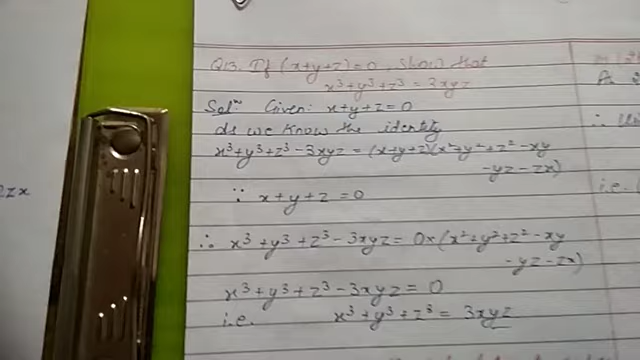 Q13. If (x+y+z)=0, show that
x³+y³+z³ = 3xyz
Solⁿ Given: x+y+z=0
As we know the identity
x³+y³+z³-3xyz = (x+y+z)(x²+y²+z²-xy
-yz-zx)
∵ x+y+z=0
∴ x³+y³+z³-3xyz = 0×(x²+y²+z²-xy
-yz-zx)
x³+y³+z³-3xyz = 0
i.e. x³+y³+z³ = 3xyz
zx
i.e.